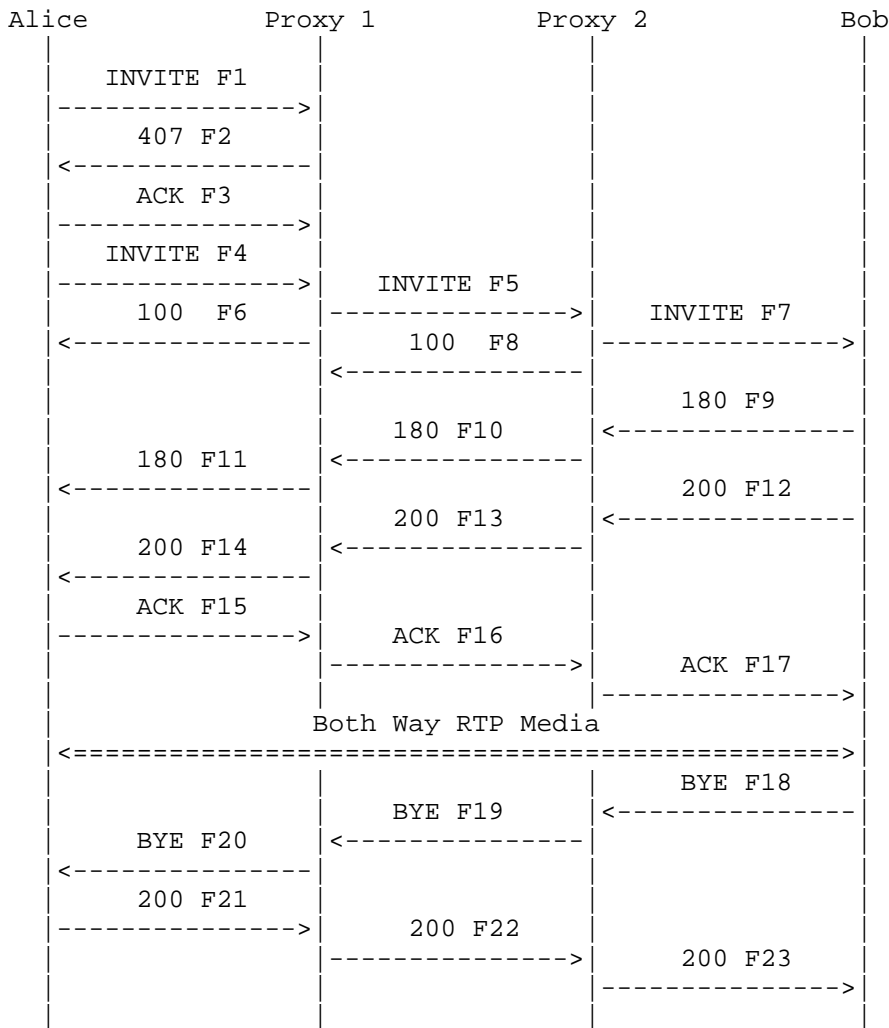 Alice Proxy 1 Proxy 2 Bob
INVITE F1
407 F2
ACK F3
INVITE F4
INVITE F5
100 F6
INVITE F7
100 F8
180 F9
180 F10
180 F11
200 F12
200 F13
200 F14
ACK F15
ACK F16
ACK F17
Both Way RTP Media
BYE F18
BYE F19
BYE F20
200 F21
200 F22
200 F23